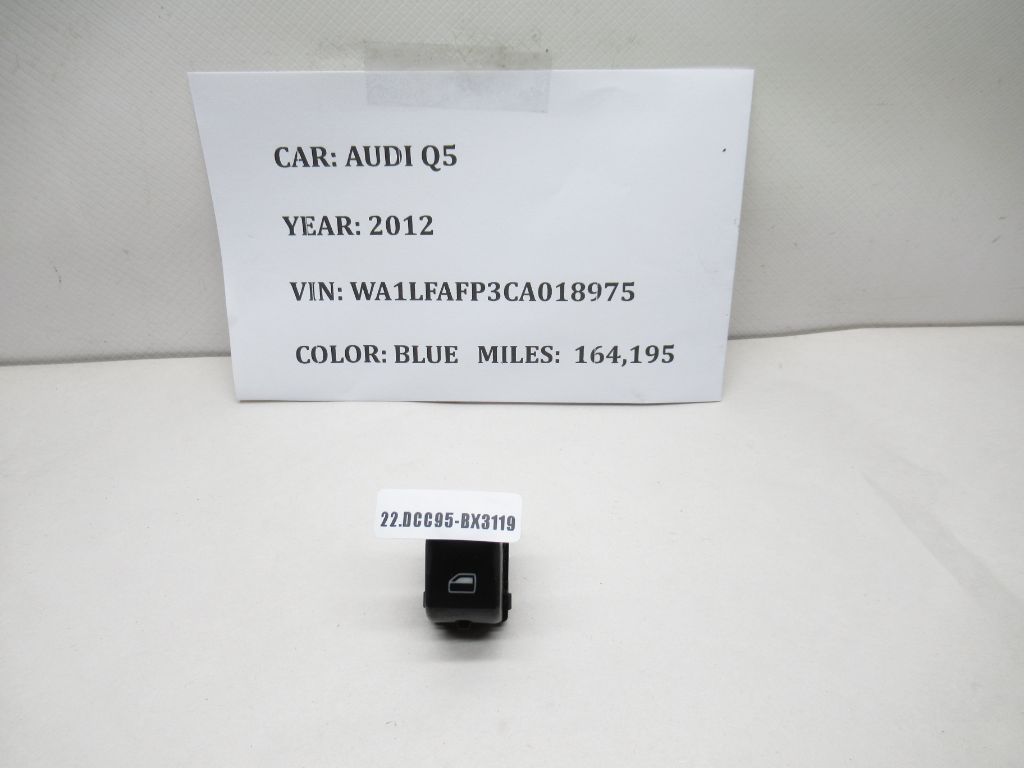 CAR: AUDI Q5
YEAR: 2012
VIN: WA1LFAFP3CA018975
COLOR: BLUE MILES: 164,195
22.DCC95-BX3119